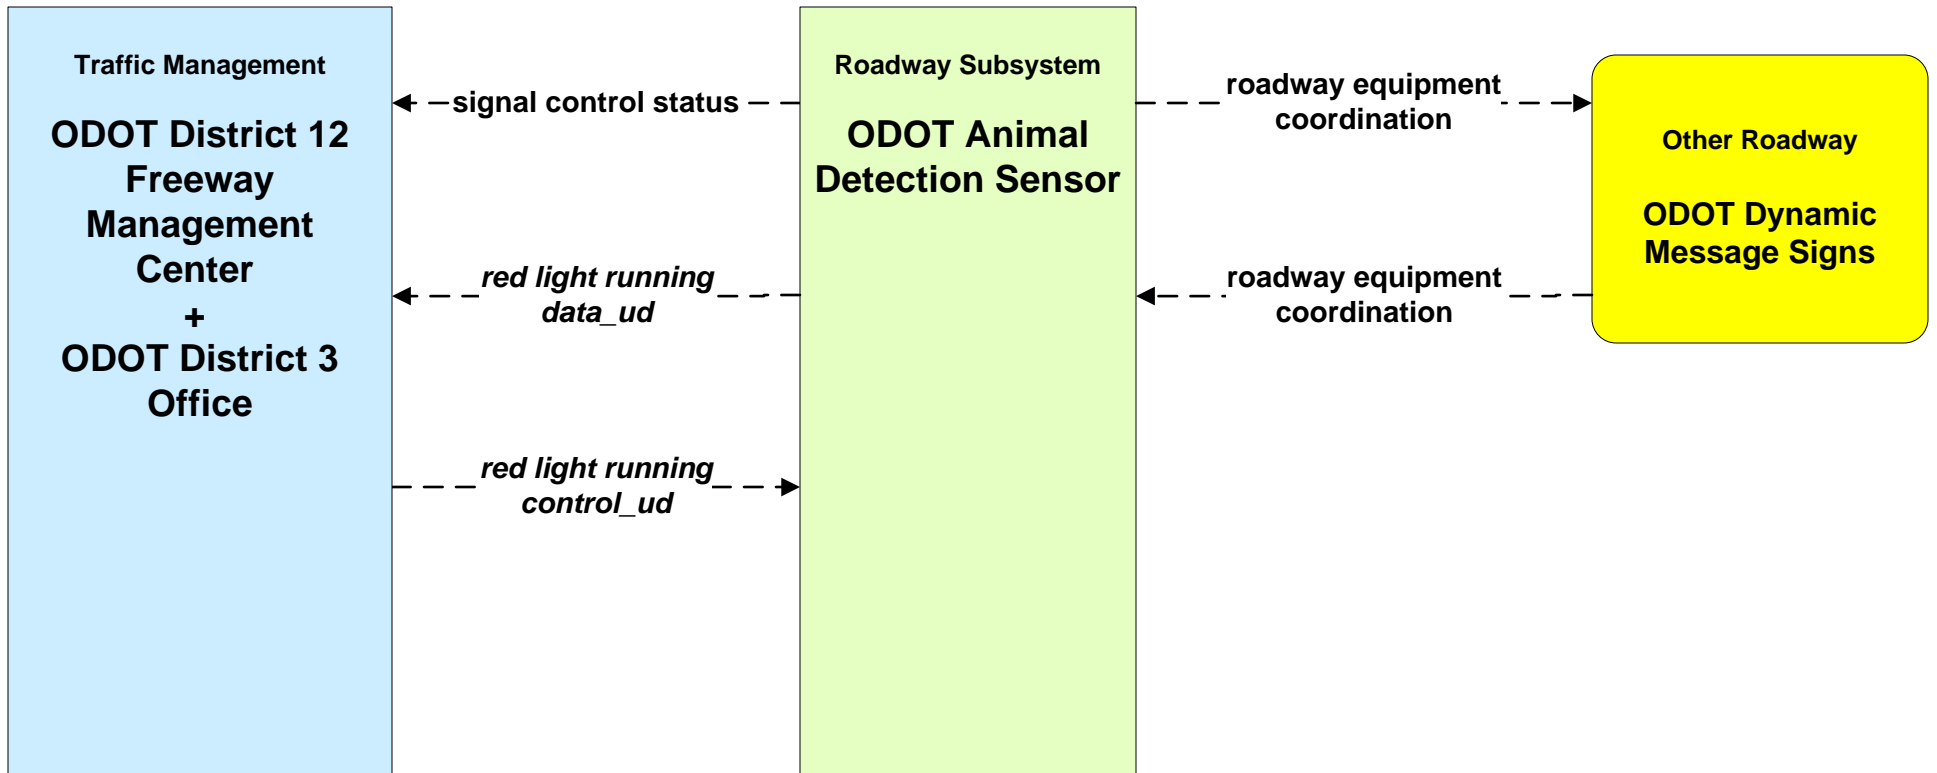 Traffic Management
ODOT District 12
Freeway
Management
Center
+
ODOT District 3
Office
signal control status
red light running
data_ud
red light running
control_ud
Roadway Subsystem
ODOT Animal
Detection Sensor
roadway equipment
coordination
roadway equipment
coordination
Other Roadway
ODOT Dynamic
Message Signs